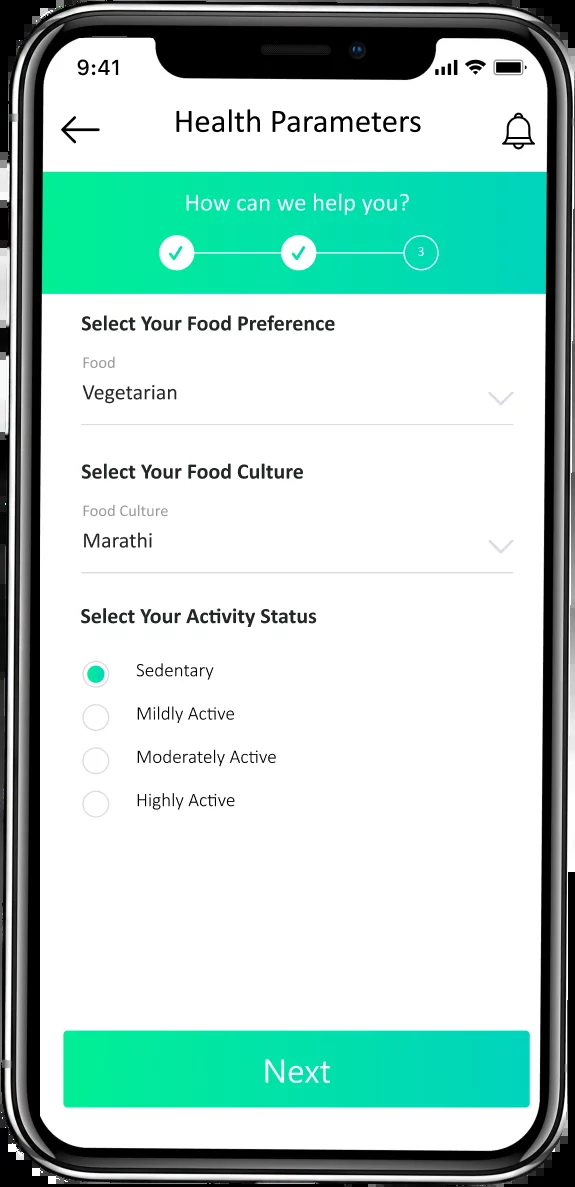 9:41
Health Parameters
How can we help you?
3
Select Your Food Preference
Food
Vegetarian
Select Your Food Culture
Food Culture
Marathi
Select Your Activity Status
Sedentary
Mildly Active
Moderately Active
Highly Active
Next